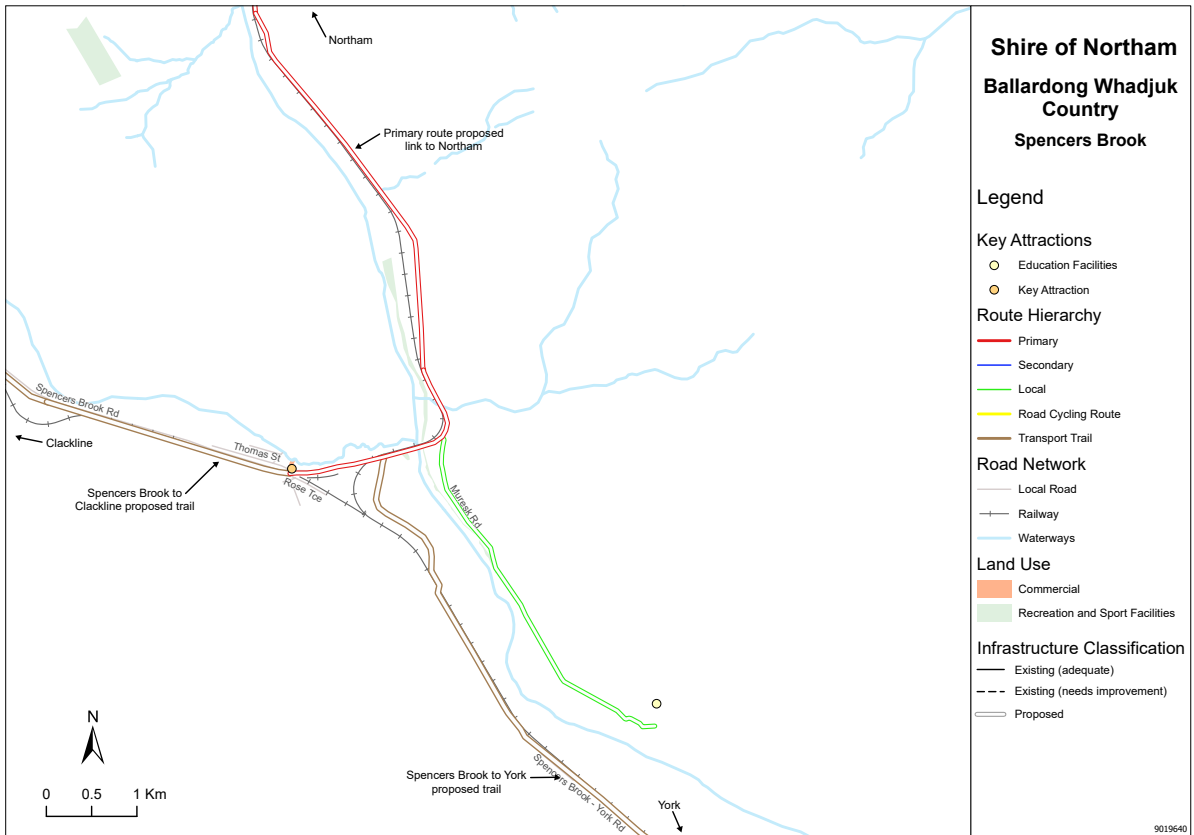 Northam
Primary route proposed
link to Northam
Spencers Brook Rd
Clackline
Thomas St
Rose Tce
Spencers Brook to
Clackline proposed trail
Muresk Rd
Spencers Brook to York
proposed trail
Spencers Brook - York Rd
York
N
0 0.5 1 Km
Shire of Northam
Ballardong Whadjuk
Country
Spencers Brook
Legend
Key Attractions
Education Facilities
Key Attraction
Route Hierarchy
Primary
Secondary
Local
Road Cycling Route
Transport Trail
Road Network
Local Road
Railway
Waterways
Land Use
Commercial
Recreation and Sport Facilities
Infrastructure Classification
Existing (adequate)
Existing (needs improvement)
Proposed
9019640